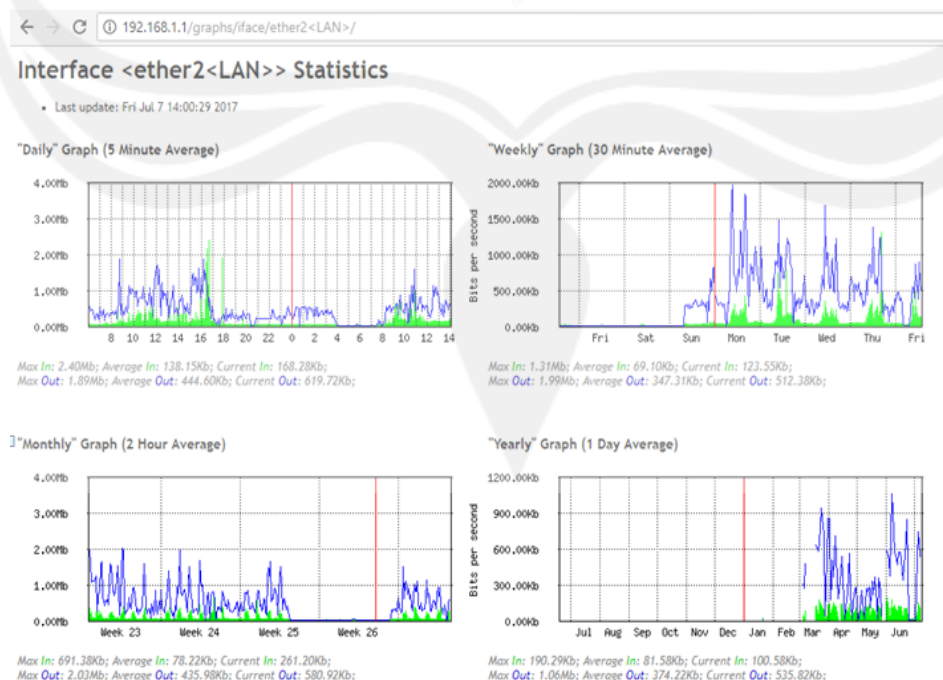 192.168.1.1/graphs/iface/ether2<LAN>/
Interface <ether2<LAN>> Statistics
• Last update: Fri Jul 7 14:00:29 2017
"Daily" Graph (5 Minute Average)
4.00Mb
3.00Mb
2.00Mb
1.00Mb
0.00Mb
8 10 12 14 16 18 20 22 0 2 4 6 8 10 12 14
Max In: 2.40Mb; Average In: 138.15Kb; Current In: 168.28Kb;
Max Out: 1.89Mb; Average Out: 444.60Kb; Current Out: 619.72Kb;
"Weekly" Graph (30 Minute Average)
Bits per second
2000.00Kb
1500.00Kb
1000.00Kb
500.00Kb
0.00Kb
Fri Sat Sun Mon Tue Wed Thu Fri
Max In: 1.31Mb; Average In: 69.10Kb; Current In: 123.55Kb;
Max Out: 1.99Mb; Average Out: 347.31Kb; Current Out: 512.38Kb;
"Monthly" Graph (2 Hour Average)
4.00Mb
3.00Mb
2.00Mb
1.00Mb
0.00Mb
Week 23 Week 24 Week 25 Week 26
Max In: 691.38Kb; Average In: 78.22Kb; Current In: 261.20Kb;
Max Out: 2.03Mb; Average Out: 435.98Kb; Current Out: 580.92Kb;
"Yearly" Graph (1 Day Average)
Bits per second
1200.00Kb
900.00Kb
600.00Kb
300.00Kb
0.00Kb
Jul Aug Sep Oct Nov Dec Jan Feb Mar Apr May Jun
Max In: 190.29Kb; Average In: 81.58Kb; Current In: 100.58Kb;
Max Out: 1.06Mb; Average Out: 374.22Kb; Current Out: 535.82Kb;